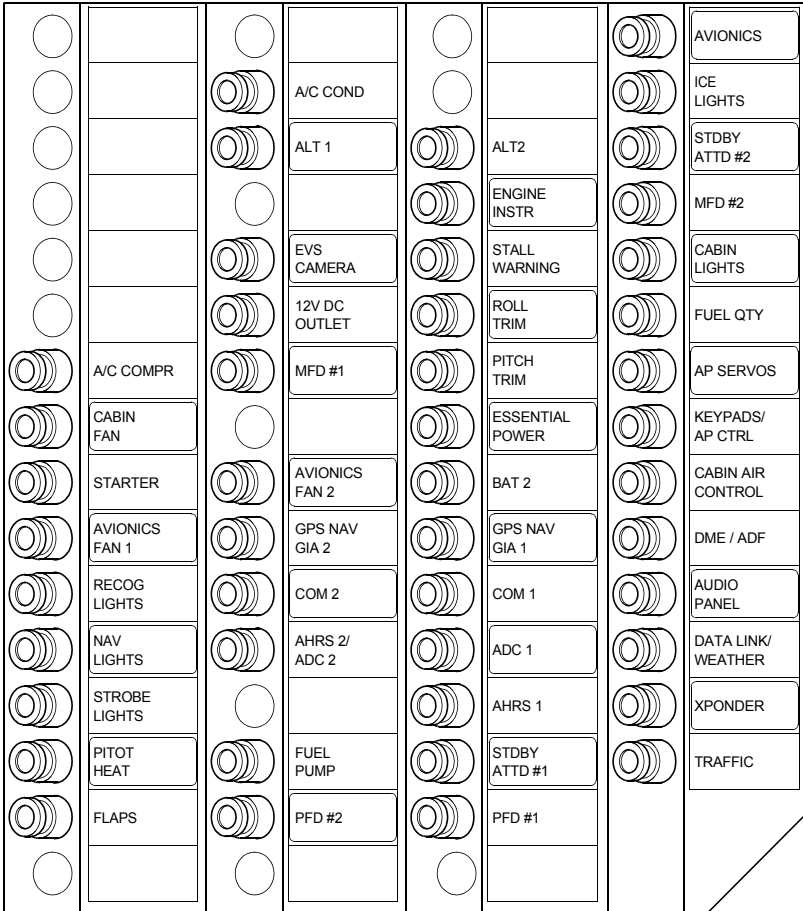 A/C COMPR
CABIN
FAN
STARTER
AVIONICS
FAN 1
RECOG
LIGHTS
NAV
LIGHTS
STROBE
LIGHTS
PITOT
HEAT
FLAPS
A/C COND
ALT 1
EVS
CAMERA
12V DC
OUTLET
MFD #1
AVIONICS
FAN 2
GPS NAV
GIA 2
COM 2
AHRS 2/
ADC 2
FUEL
PUMP
PFD #2
ALT2
ENGINE
INSTR
STALL
WARNING
ROLL
TRIM
PITCH
TRIM
ESSENTIAL
POWER
BAT 2
GPS NAV
GIA 1
COM 1
ADC 1
AHRS 1
STDBY
ATTD #1
PFD #1
AVIONICS
ICE
LIGHTS
STDBY
ATTD #2
MFD #2
CABIN
LIGHTS
FUEL QTY
AP SERVOS
KEYPADS/
AP CTRL
CABIN AIR
CONTROL
DME / ADF
AUDIO
PANEL
DATA LINK/
WEATHER
XPONDER
TRAFFIC